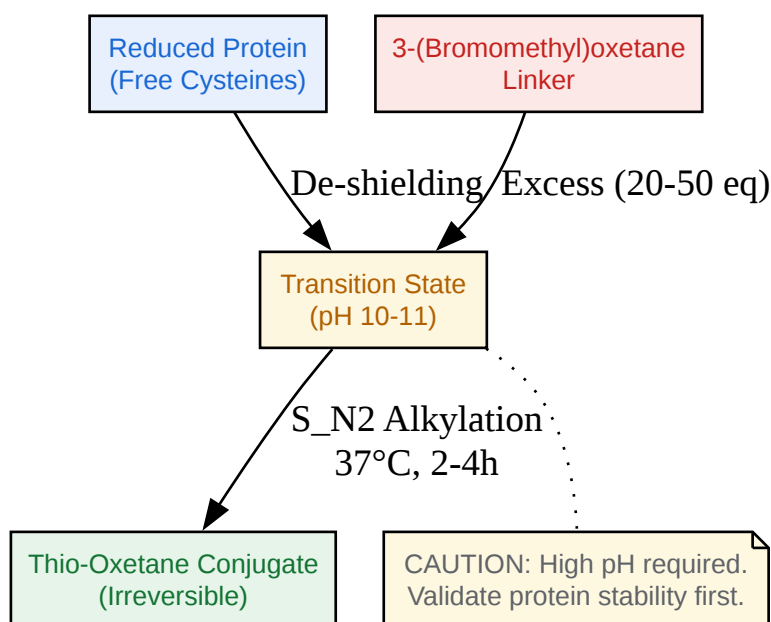 Reduced Protein
(Free Cysteines)
3-(Bromomethyl)oxetane
Linker
De-shielding
Excess (20-50 eq)
Transition State
(pH 10-11)
S_N2 Alkylation
37°C, 2-4h
Thio-Oxetane Conjugate
(Irreversible)
CAUTION: High pH required.
Validate protein stability first.